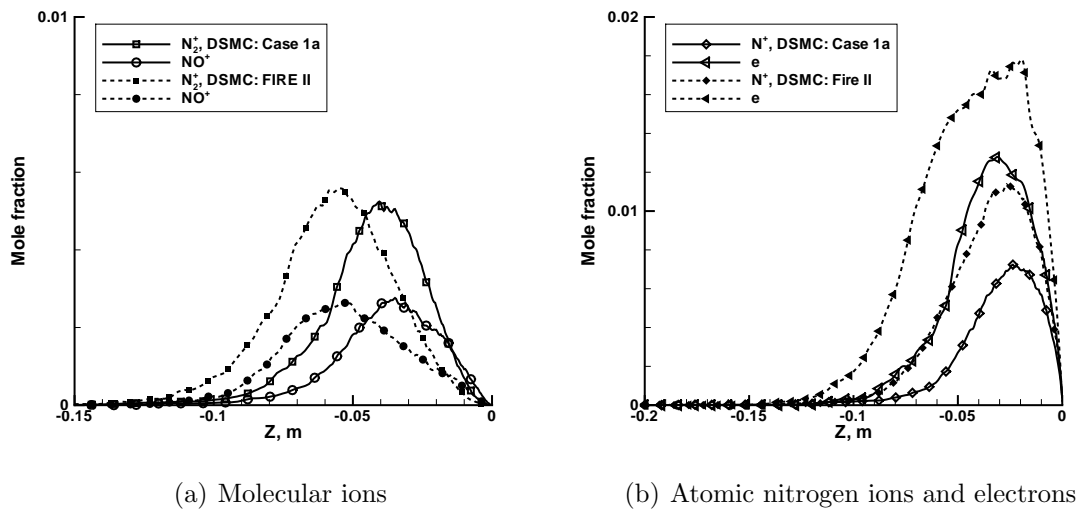 0.01
N₂⁺, DSMC: Case 1a
NO⁺
N₂⁺, DSMC: FIRE II
NO⁺
Mole fraction
0
-0.15
-0.1
-0.05
0
Z, m
(a) Molecular ions
0.02
N⁺, DSMC: Case 1a
e
N⁺, DSMC: Fire II
e
0.01
Mole fraction
0
-0.2
-0.15
-0.1
-0.05
0
Z, m
(b) Atomic nitrogen ions and electrons